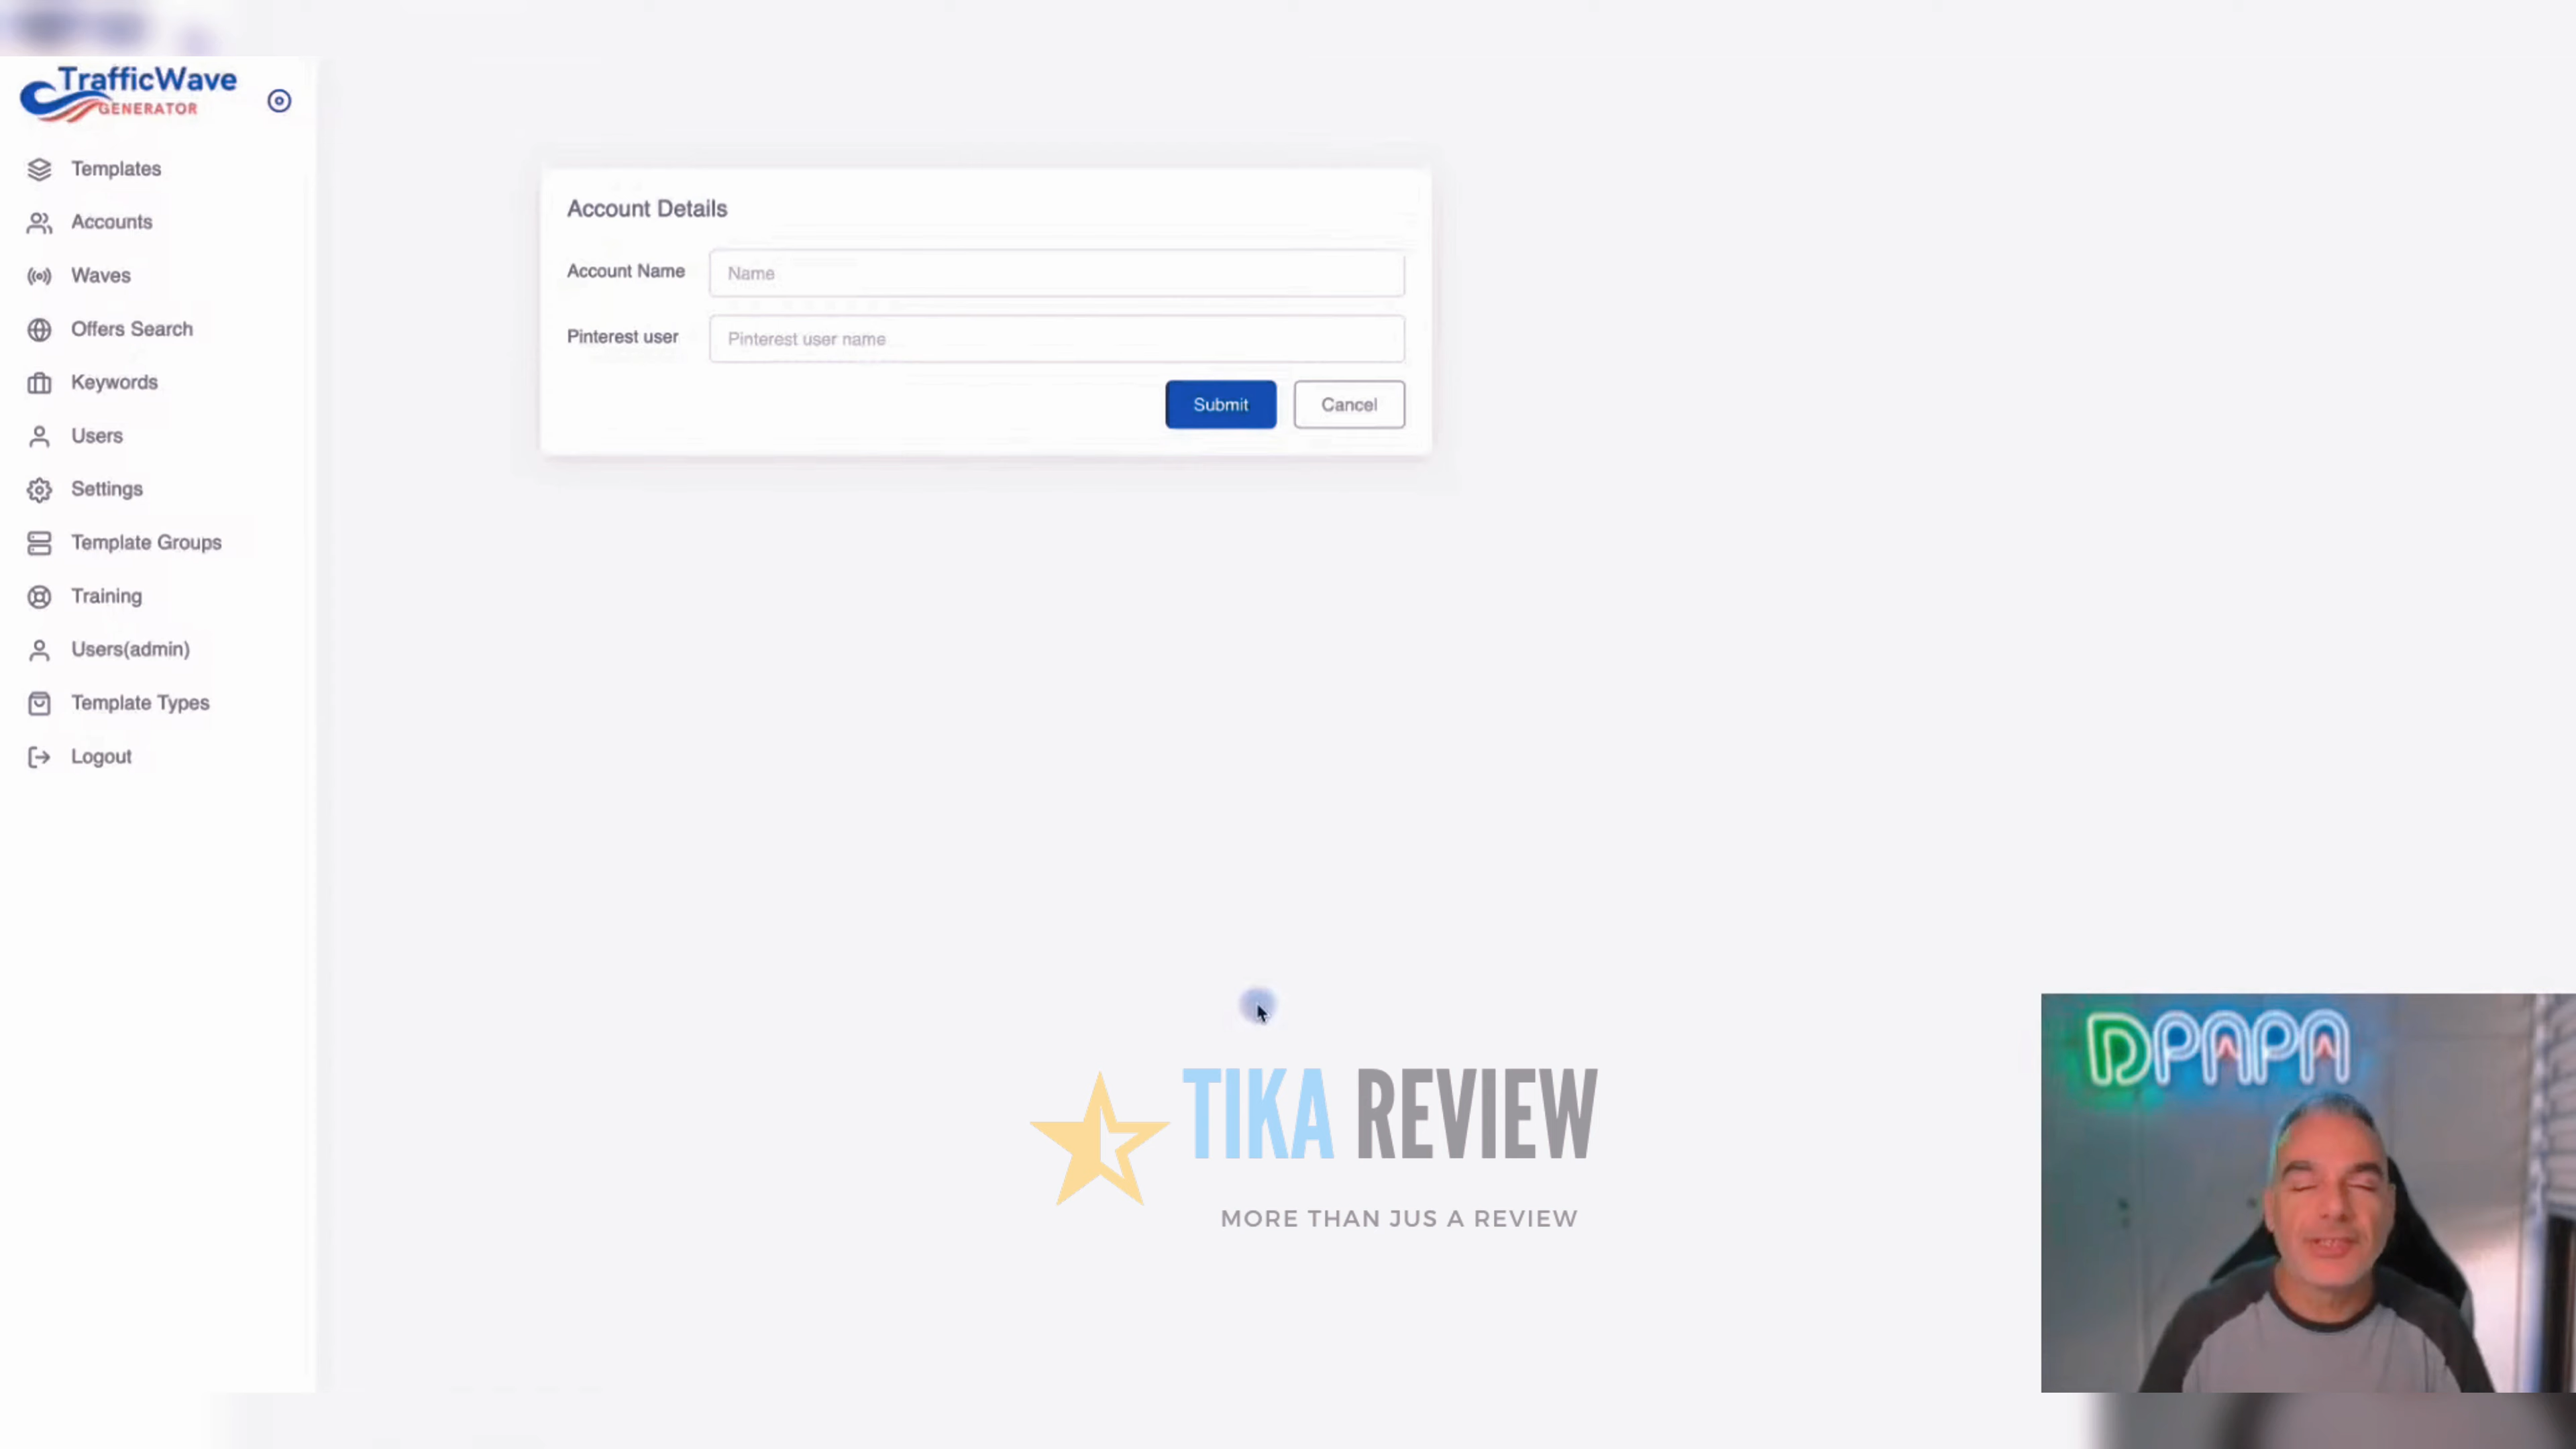 TrafficWave
GENERATOR
Templates
Accounts
Waves
Offers Search
Keywords
Users
Settings
Template Groups
Training
Users(admin)
Template Types
Logout
Account Details
Account Name
Name
Pinterest user
Pinterest user name
Submit
Cancel
TIKA REVIEW
MORE THAN JUS A REVIEW
DPAPA